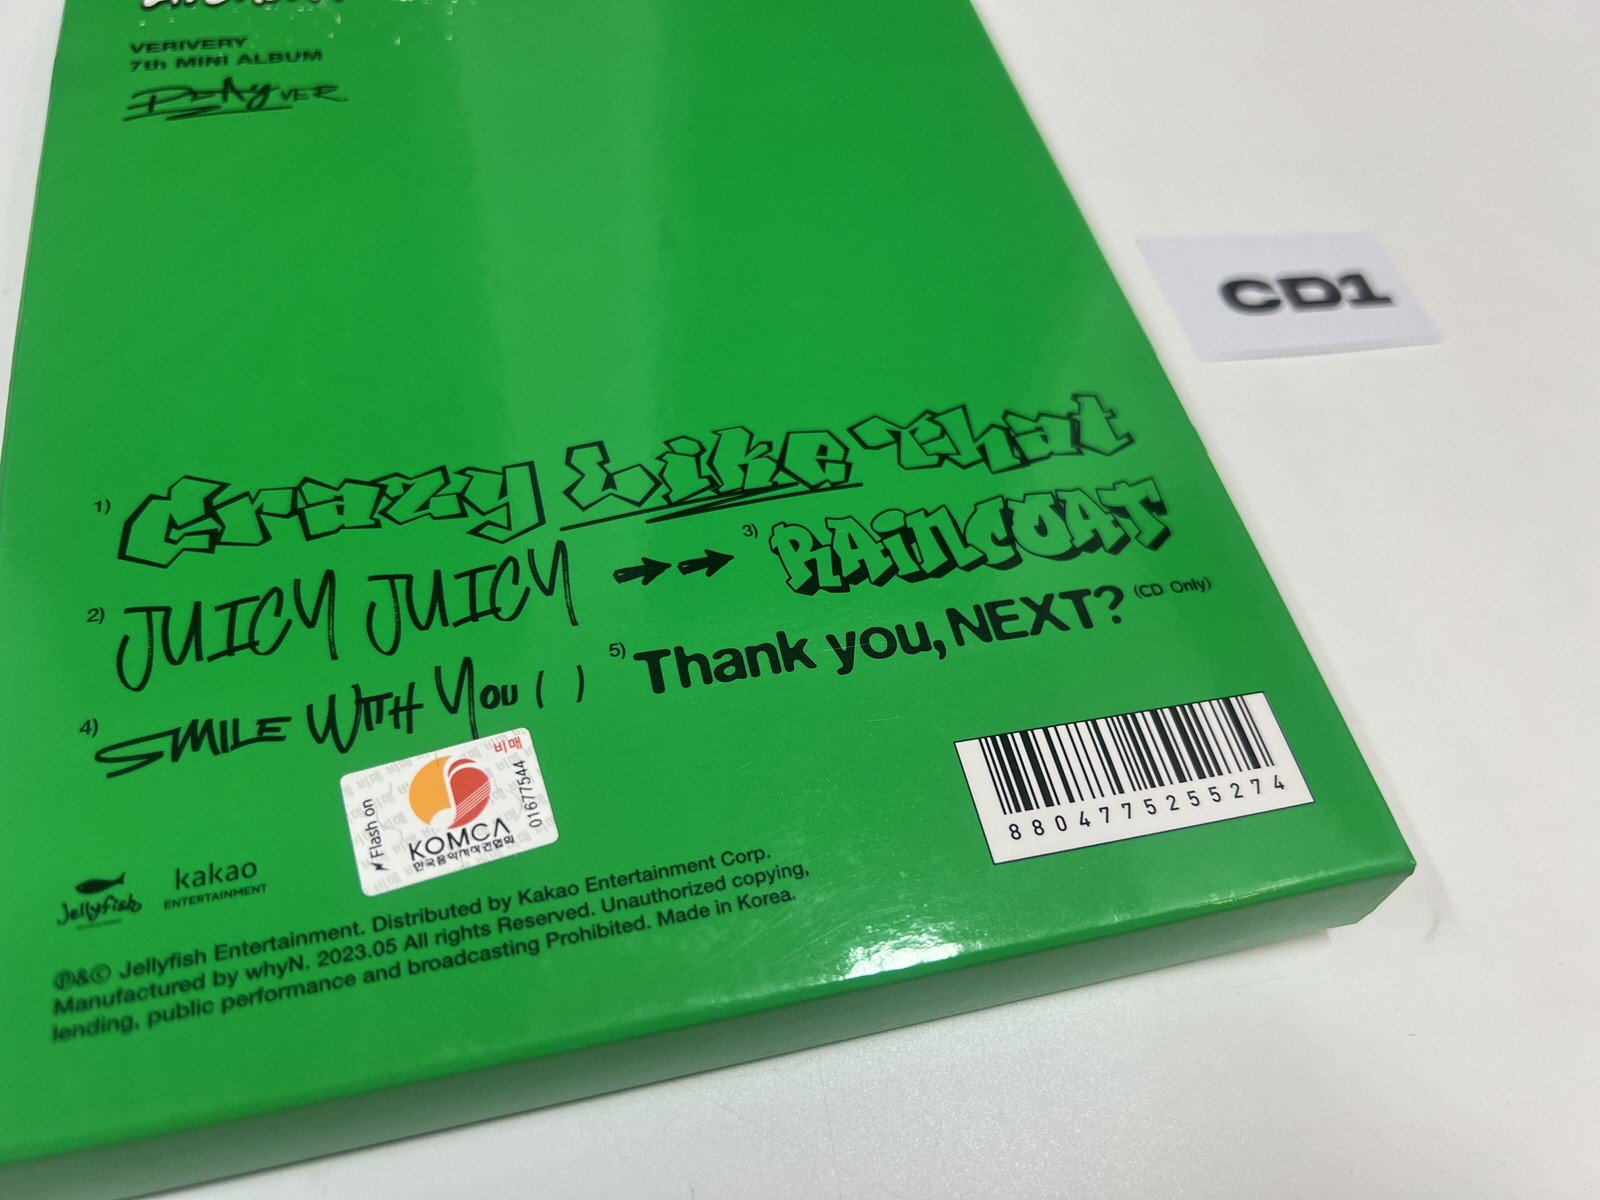 VERIVERY
7th MINI ALBUM
PLAY VER
CD1
1) Crazy Like That
2) JUICY JUICY →→ 3) RAiNCOAT
4) SMILE WITH YOU ( ) 5) Thank you, NEXT? (CD Only)
비매
Flash on
01677544
KOMCA
한국음악저작권협회
8804775255274
Jellyfish
kakao
ENTERTAINMENT
℗&© Jellyfish Entertainment. Distributed by Kakao Entertainment Corp.
Manufactured by whyN. 2023.05 All rights Reserved. Unauthorized copying,
lending, public performance and broadcasting Prohibited. Made in Korea.